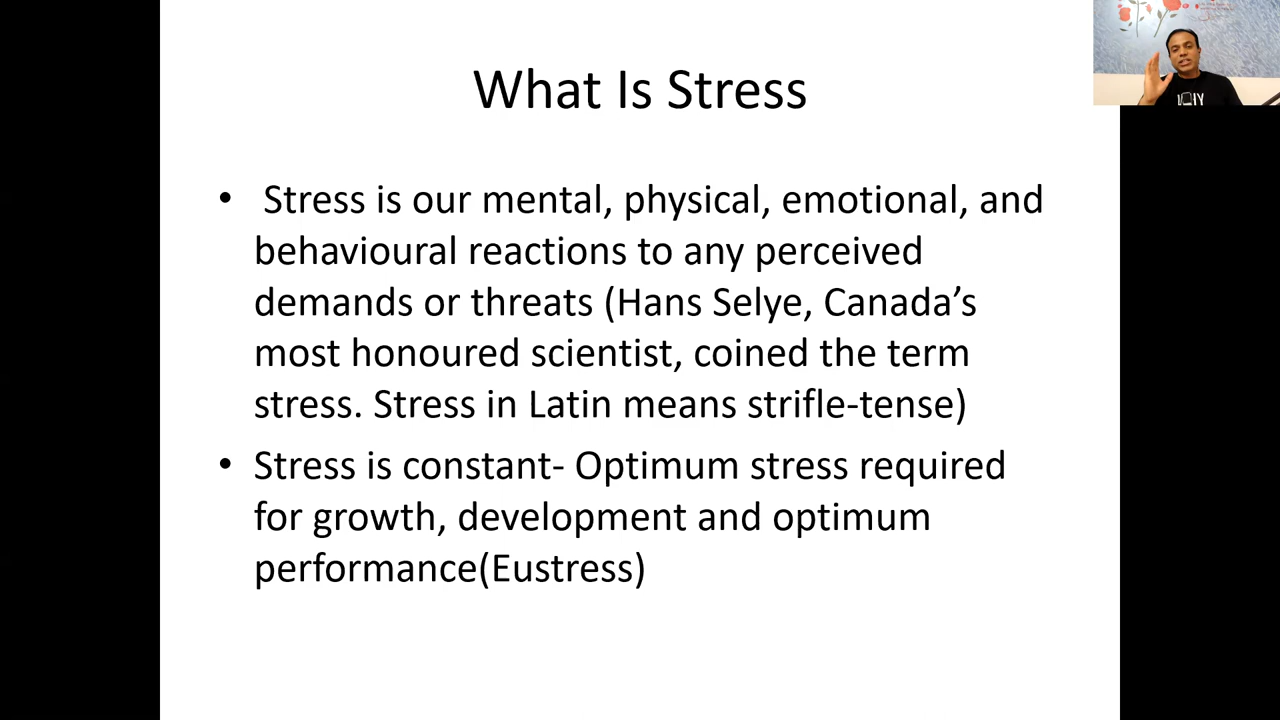 What Is Stress
• Stress is our mental, physical, emotional, and
behavioural reactions to any perceived
demands or threats (Hans Selye, Canada’s
most honoured scientist, coined the term
stress. Stress in Latin means strifle-tense)
• Stress is constant- Optimum stress required
for growth, development and optimum
performance(Eustress)